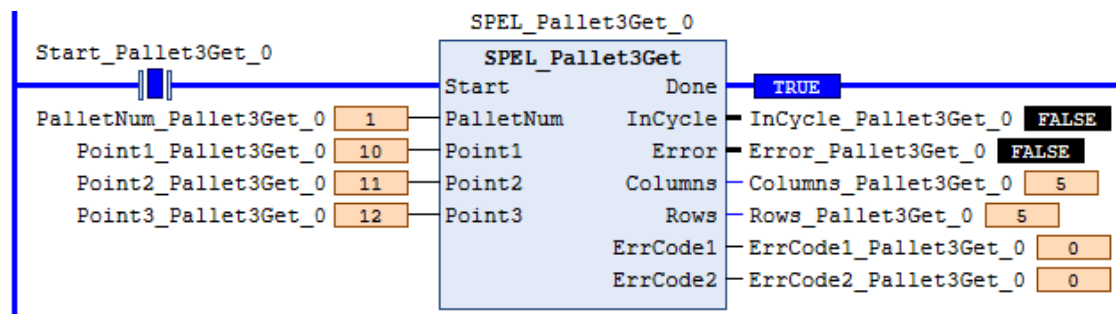 SPEL_Pallet3Get_0
Start_Pallet3Get_0
SPEL_Pallet3Get
Start Done TRUE
PalletNum_Pallet3Get_0 1 PalletNum InCycle InCycle_Pallet3Get_0 FALSE
Point1_Pallet3Get_0 10 Point1 Error Error_Pallet3Get_0 FALSE
Point2_Pallet3Get_0 11 Point2 Columns Columns_Pallet3Get_0 5
Point3_Pallet3Get_0 12 Point3 Rows Rows_Pallet3Get_0 5
ErrCode1 ErrCode1_Pallet3Get_0 0
ErrCode2 ErrCode2_Pallet3Get_0 0